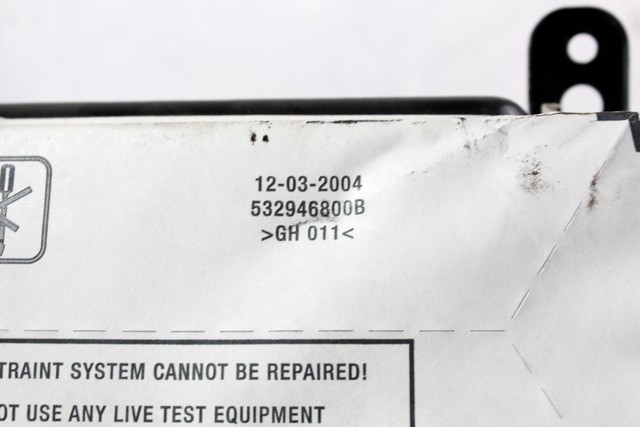 12-03-2004
532946800B
>GH 011<
TRAINT SYSTEM CANNOT BE REPAIRED!
OT USE ANY LIVE TEST EQUIPMENT